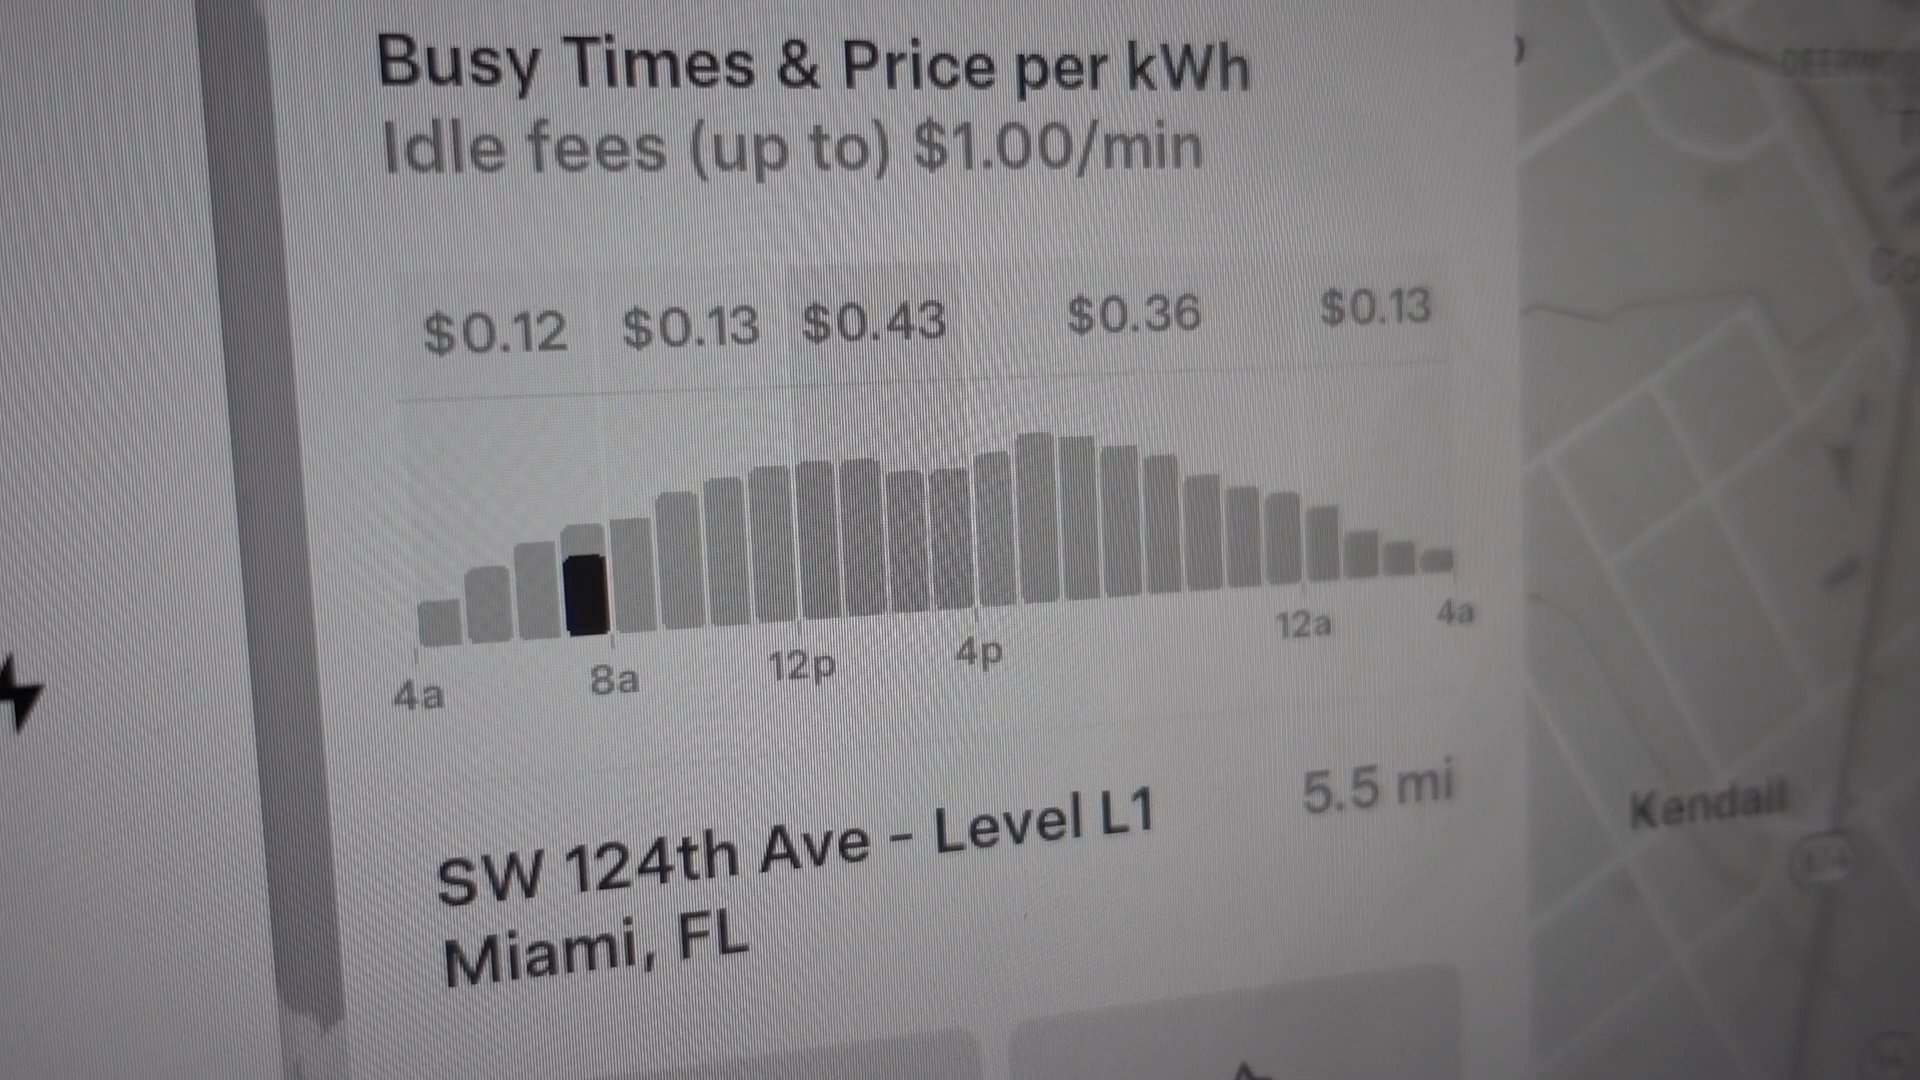 Busy Times & Price per kWh
Idle fees (up to) $1.00/min
$0.12 $0.13 $0.43 $0.36 $0.13
4a 8a 12p 4p 12a 4a
SW 124th Ave - Level L1
5.5 mi
Miami, FL
Kendall